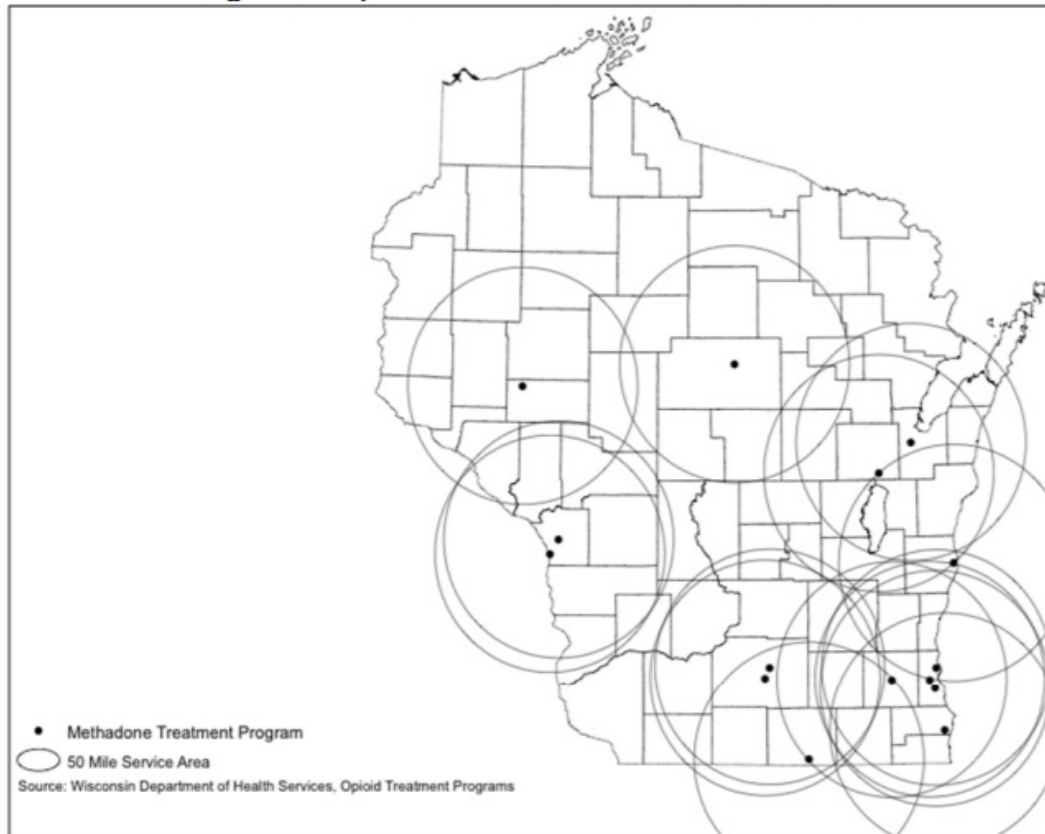 Methadone Treatment Program
50 Mile Service Area
Source: Wisconsin Department of Health Services, Opioid Treatment Programs